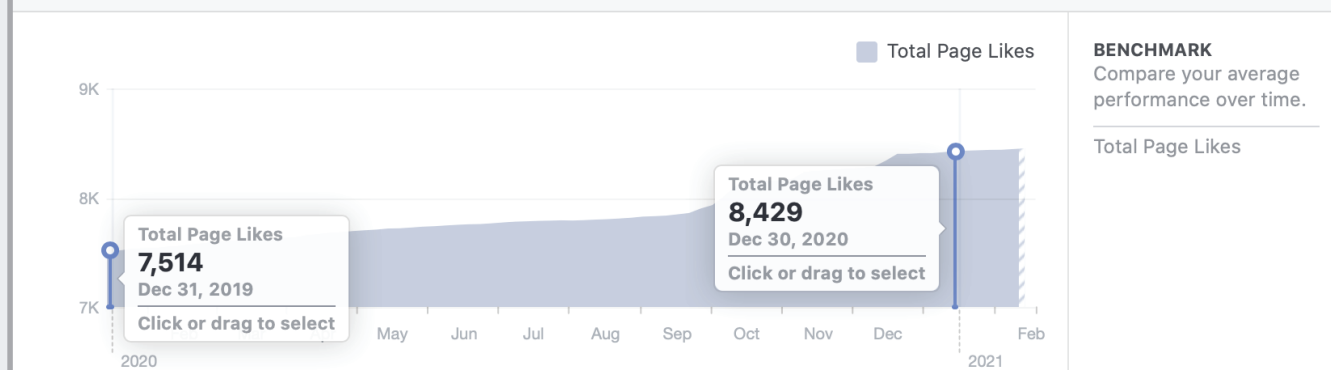 Total Page Likes
BENCHMARK
Compare your average
performance over time.
Total Page Likes
9K
8K
7K
Total Page Likes
7,514
Dec 31, 2019
Click or drag to select
Total Page Likes
8,429
Dec 30, 2020
Click or drag to select
May Jun Jul Aug Sep Oct Nov Dec Feb
2020 2021